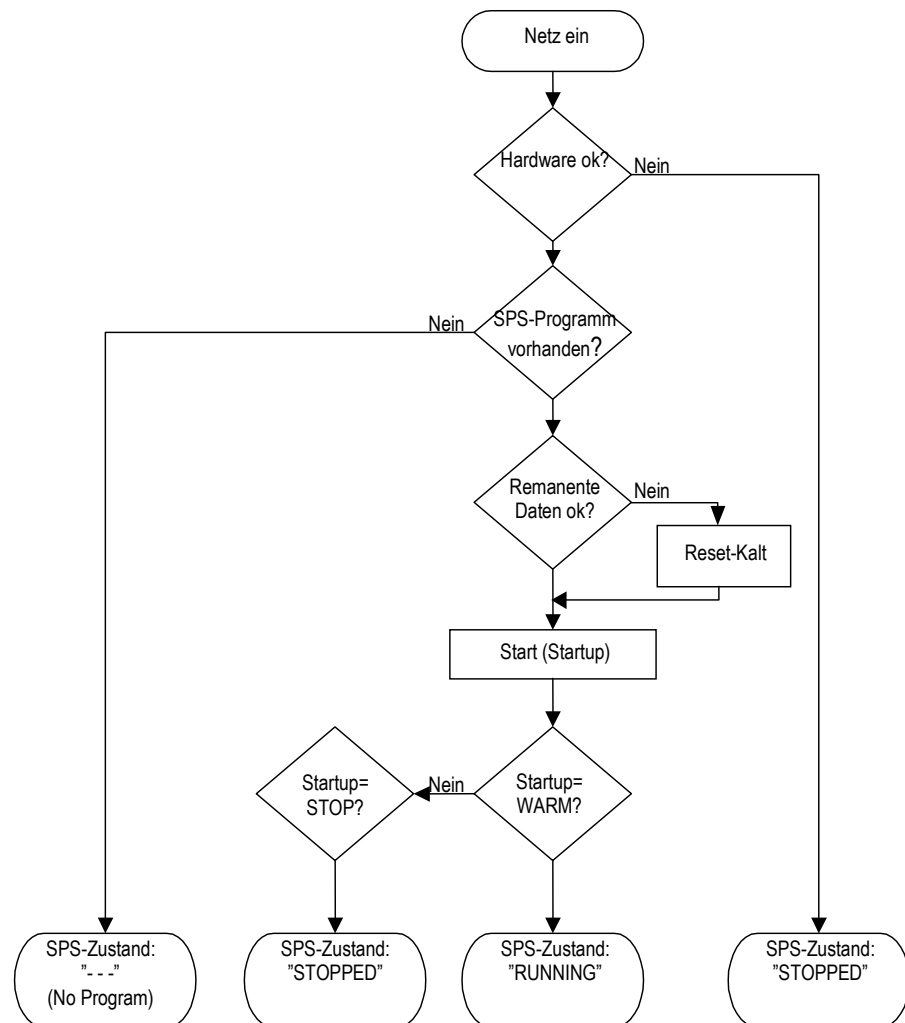 Netz ein
Hardware ok?
Nein
Nein
SPS-Programm
vorhanden?
Remanente
Daten ok?
Nein
Reset-Kalt
Start (Startup)
Startup=
STOP?
Nein
Startup=
WARM?
SPS-Zustand:
"- - -"
(No Program)
SPS-Zustand:
"STOPPED"
SPS-Zustand:
"RUNNING"
SPS-Zustand:
"STOPPED"